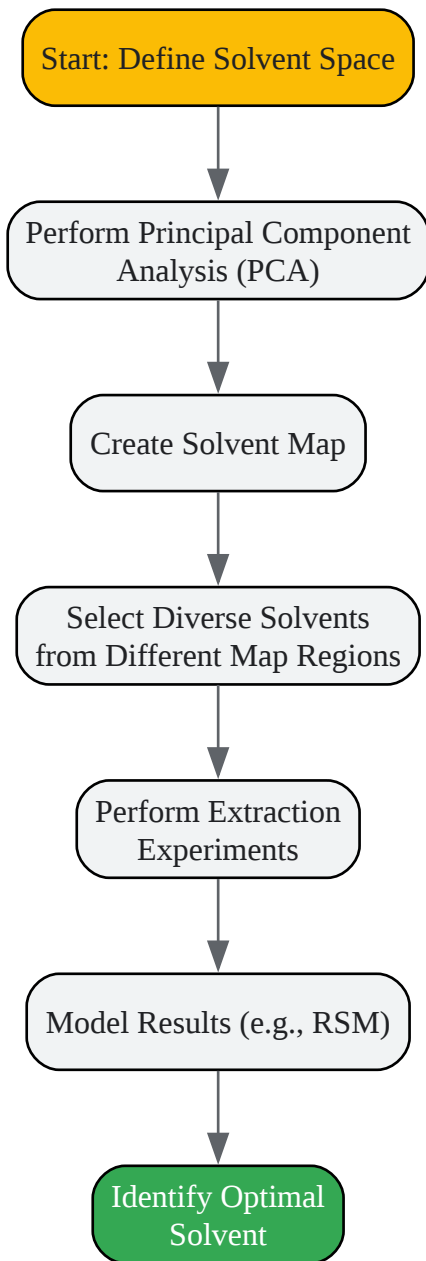 Start: Define Solvent Space
Perform Principal Component
Analysis (PCA)
Create Solvent Map
Select Diverse Solvents
from Different Map Regions
Perform Extraction
Experiments
Model Results (e.g., RSM)
Identify Optimal
Solvent